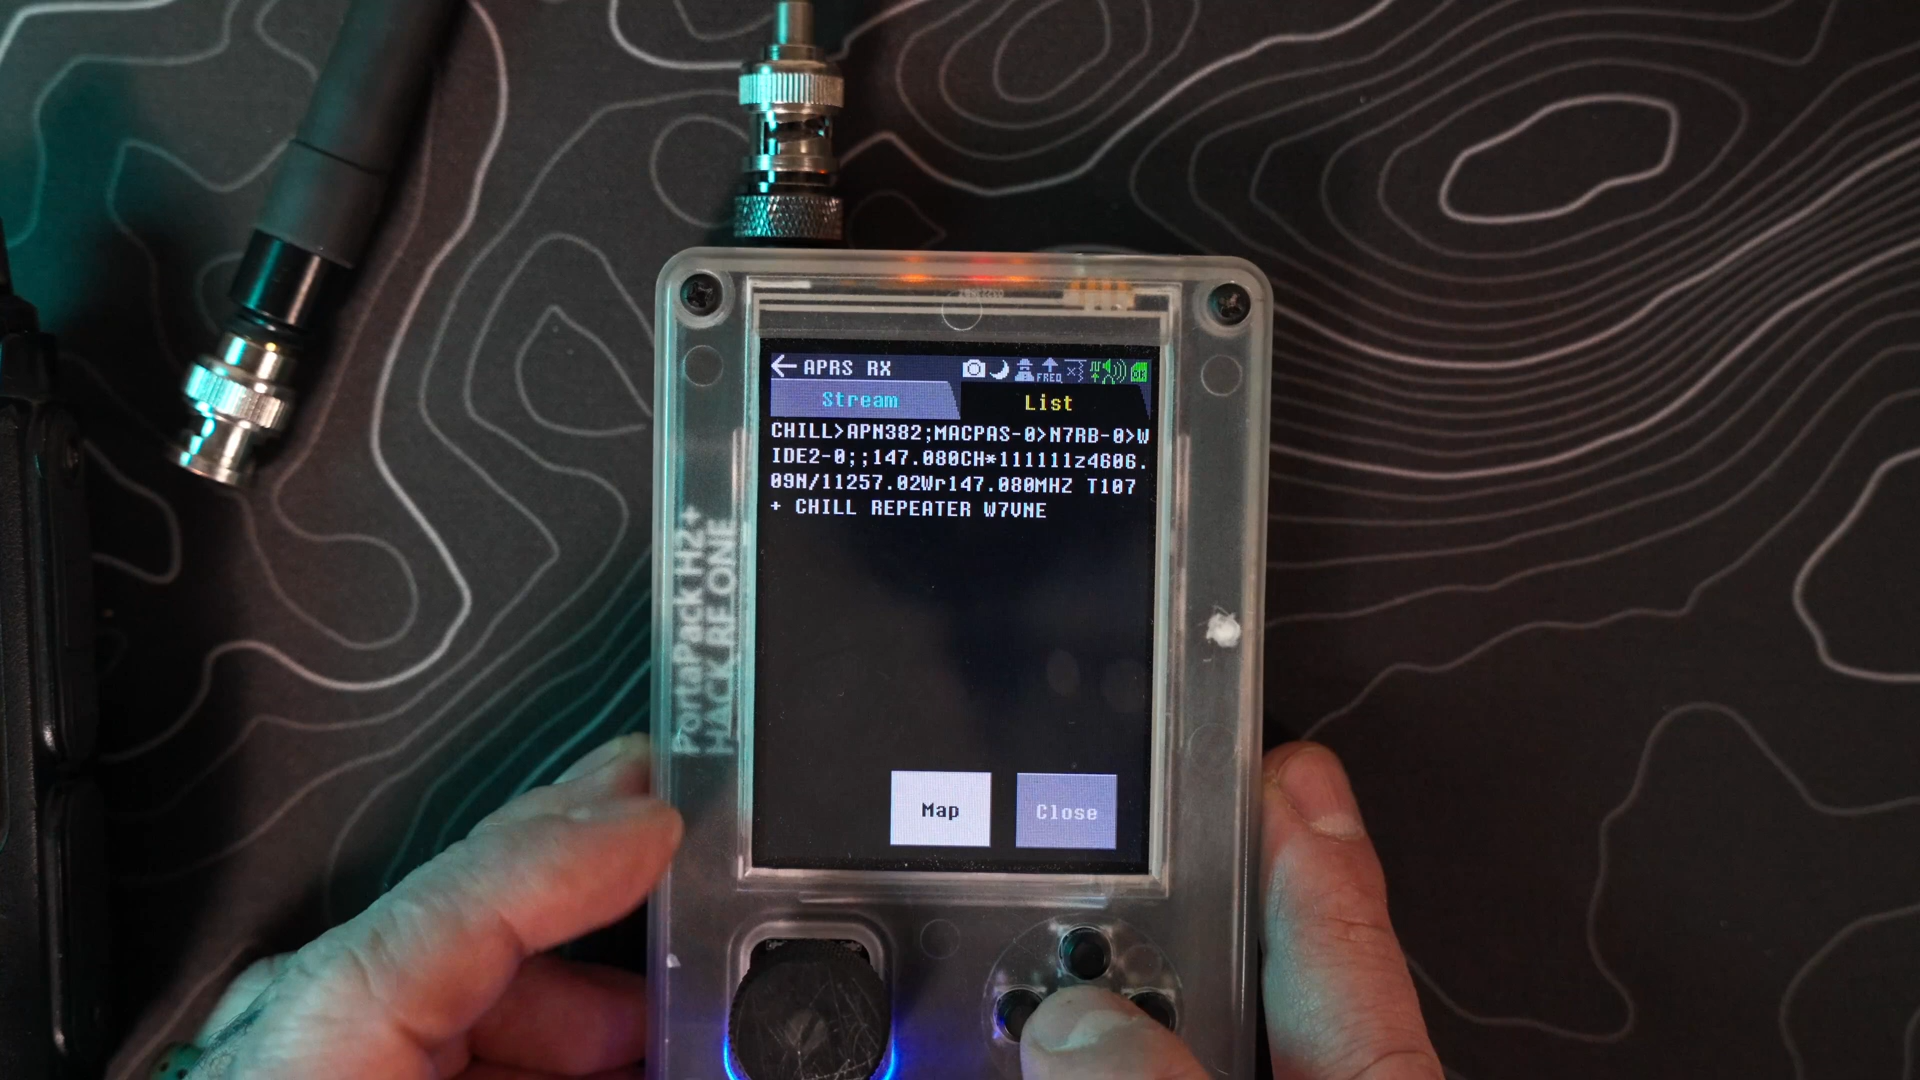 APRS RX
FREQ
Stream
List
CHILL>APN382;MACPAS-0>N7RB-0>W
IDE2-0;;147.080CH*111111z4606.
09N/11257.02Wr147.080MHZ T107
+ CHILL REPEATER W7VNE
Map
Close
PortaPack H2+
HACK RF ONE